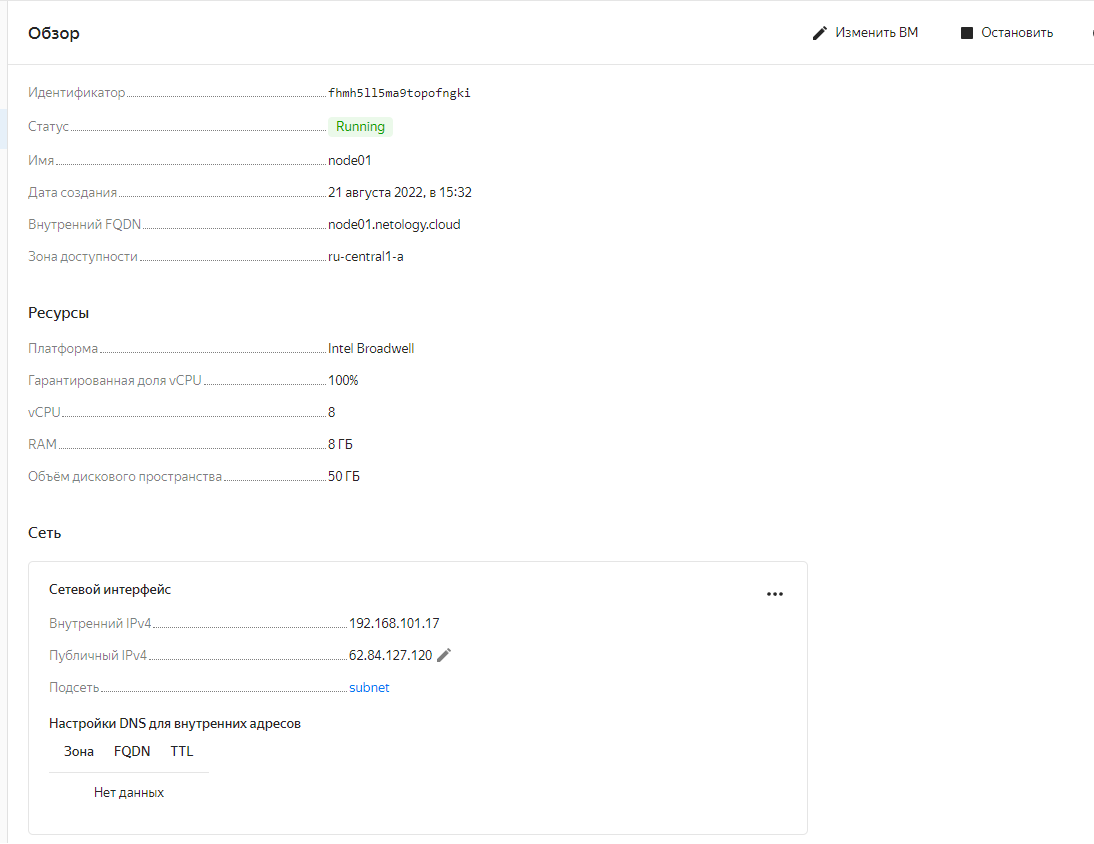 Обзор
Изменить ВМ
Остановить
Идентификатор fhmh5ll5ma9topofngki
Статус Running
Имя node01
Дата создания 21 августа 2022, в 15:32
Внутренний FQDN node01.netology.cloud
Зона доступности ru-central1-a
Ресурсы
Платформа Intel Broadwell
Гарантированная доля vCPU 100%
vCPU 8
RAM 8 ГБ
Объём дискового пространства 50 ГБ
Сеть
Сетевой интерфейс
Внутренний IPv4 192.168.101.17
Публичный IPv4 62.84.127.120
Подсеть subnet
Настройки DNS для внутренних адресов
Зона FQDN TTL
Нет данных